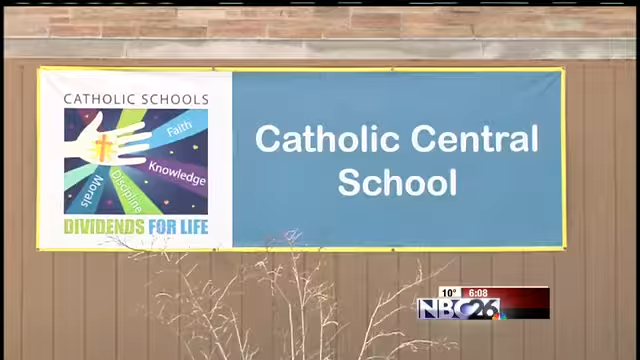 CATHOLIC SCHOOLS
Faith
Knowledge
Discipline
Morals
DIVIDENDS FOR LIFE
Catholic Central
School
10° 6:08
NBC26